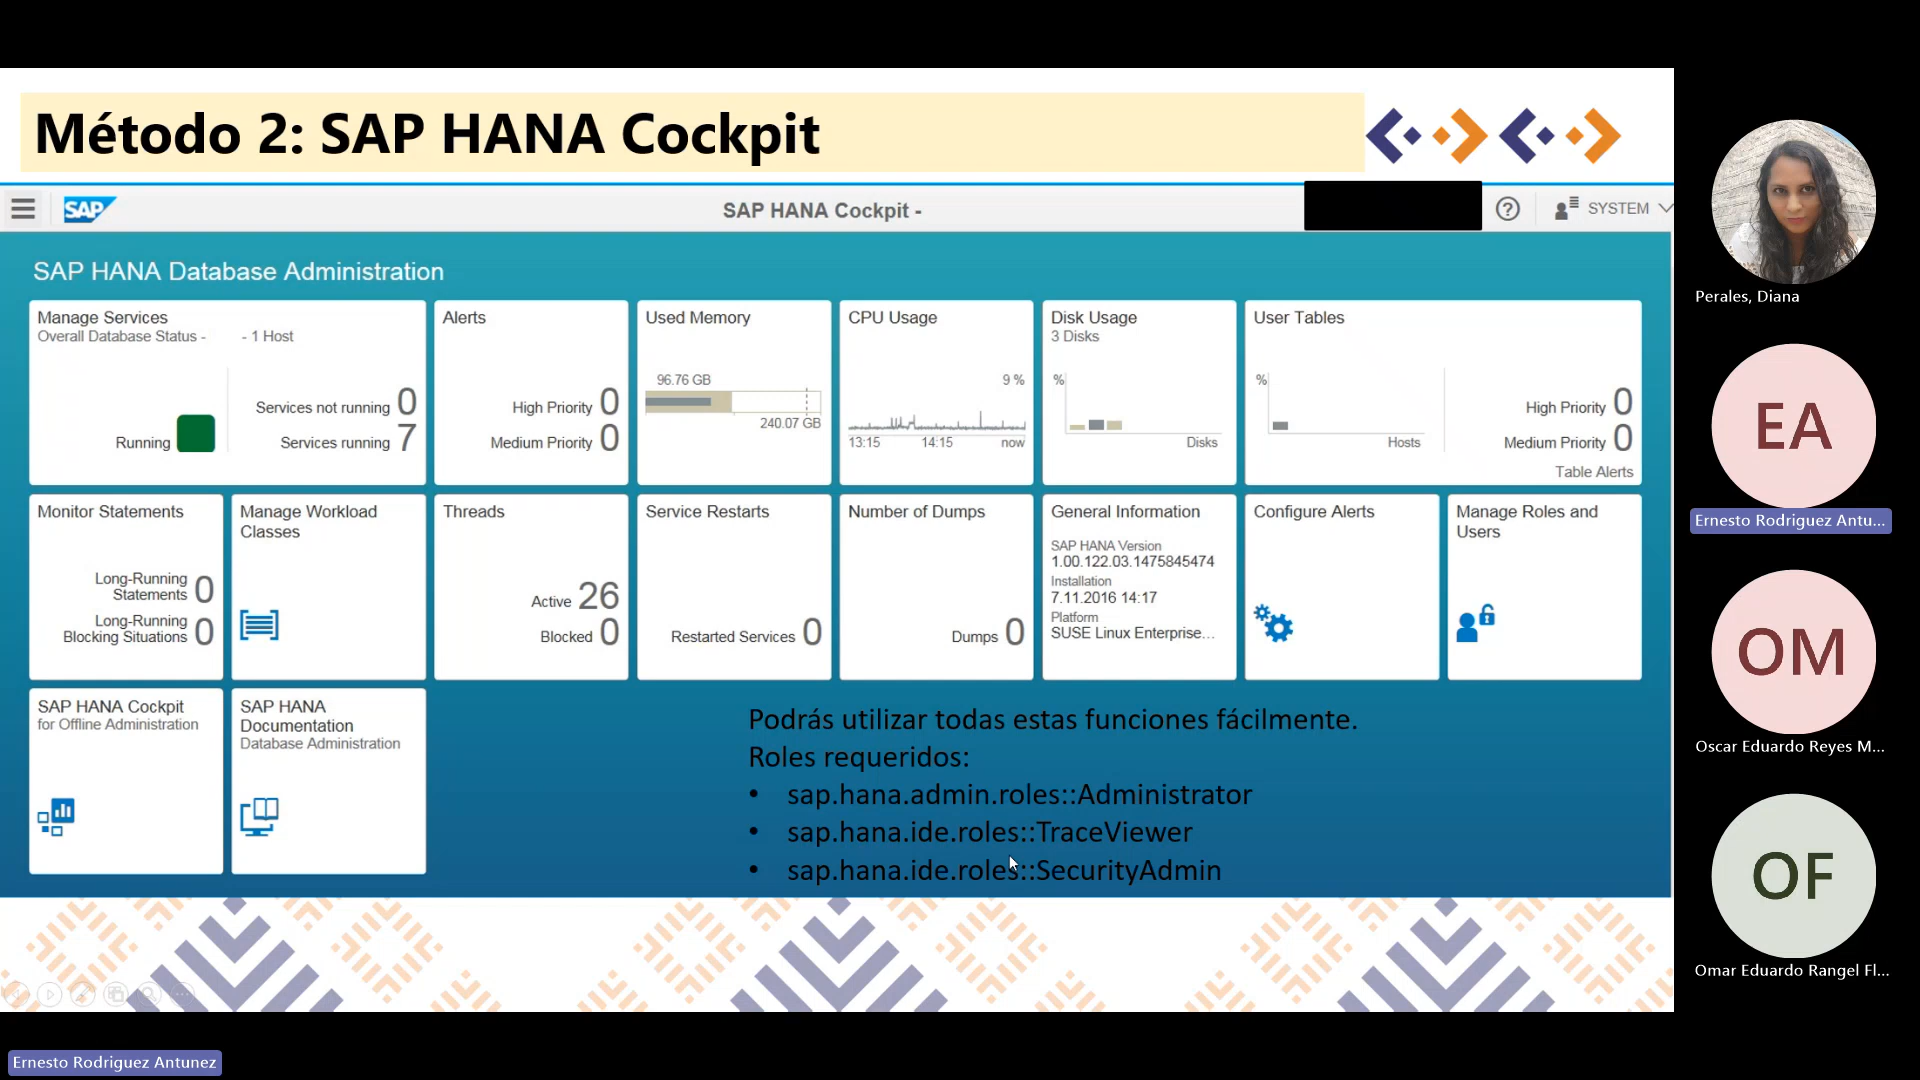 Método 2: SAP HANA Cockpit
SAP
SAP HANA Cockpit -
SYSTEM
SAP HANA Database Administration
Manage Services
Overall Database Status - - 1 Host
Services not running 0
Running
Services running 7
Alerts
High Priority 0
Medium Priority 0
Used Memory
96.76 GB
240.07 GB
CPU Usage
9 %
13:15 14:15 now
Disk Usage
3 Disks
%
Disks
User Tables
%
Hosts
High Priority 0
Medium Priority 0
Table Alerts
Monitor Statements
Long-Running
Statements 0
Long-Running
Blocking Situations 0
Manage Workload
Classes
Threads
Active 26
Blocked 0
Service Restarts
Restarted Services 0
Number of Dumps
Dumps 0
General Information
SAP HANA Version
1.00.122.03.1475845474
Installation
7.11.2016 14:17
Platform
SUSE Linux Enterprise...
Configure Alerts
Manage Roles and
Users
SAP HANA Cockpit
for Offline Administration
SAP HANA
Documentation
Database Administration
Podrás utilizar todas estas funciones fácilmente.
Roles requeridos:
• sap.hana.admin.roles::Administrator
• sap.hana.ide.roles::TraceViewer
• sap.hana.ide.roles::SecurityAdmin
Perales, Diana
EA
Ernesto Rodriguez Antu...
OM
Oscar Eduardo Reyes M...
OF
Omar Eduardo Rangel Fl...
Ernesto Rodriguez Antunez